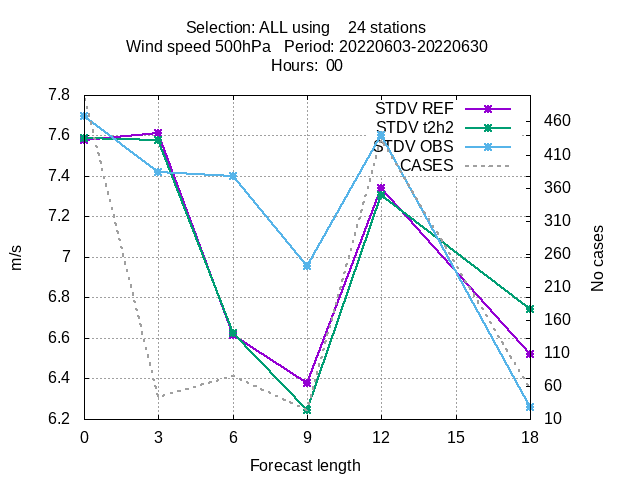 Selection: ALL using 24 stations
Wind speed 500hPa Period: 20220603-20220630
Hours: 00
STDV REF
STDV t2h2
STDV OBS
CASES
7.8
7.6
7.4
7.2
7
6.8
6.6
6.4
6.2
m/s
460
410
360
310
260
210
160
110
60
10
No cases
0 3 6 9 12 15 18
Forecast length